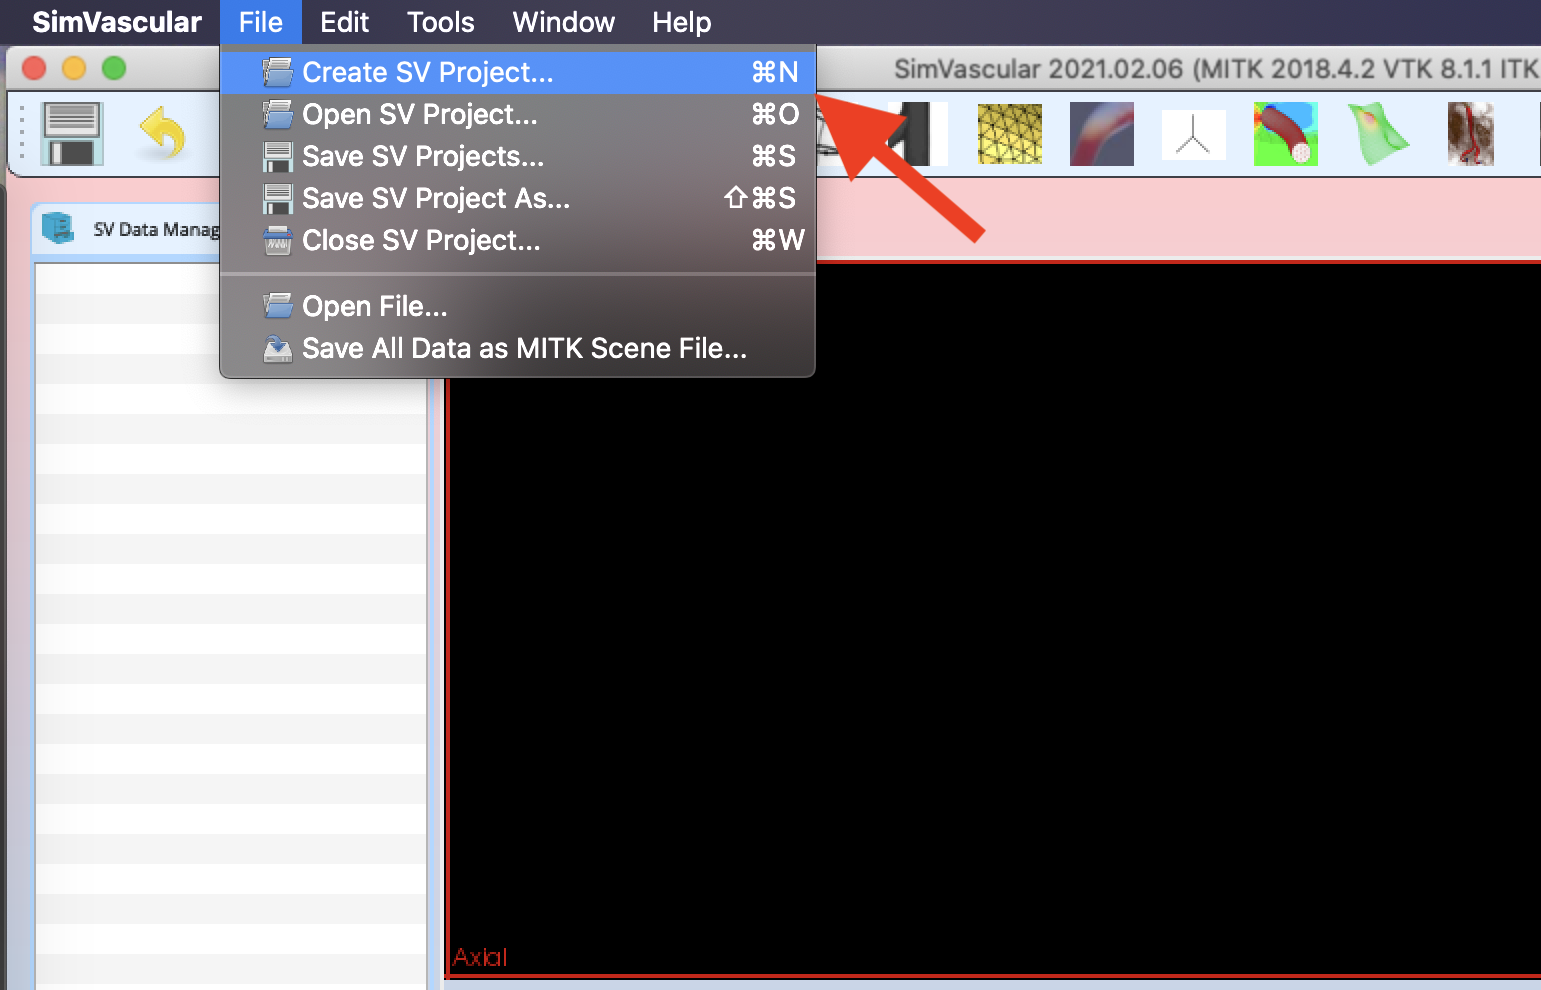 SimVascular File Edit Tools Window Help
SimVascular 2021.02.06 (MITK 2018.4.2 VTK 8.1.1 ITK
Create SV Project... ⌘N
Open SV Project... ⌘O
Save SV Projects... ⌘S
Save SV Project As... ⇧⌘S
Close SV Project... ⌘W
Open File...
Save All Data as MITK Scene File...
SV Data Manag
Axial